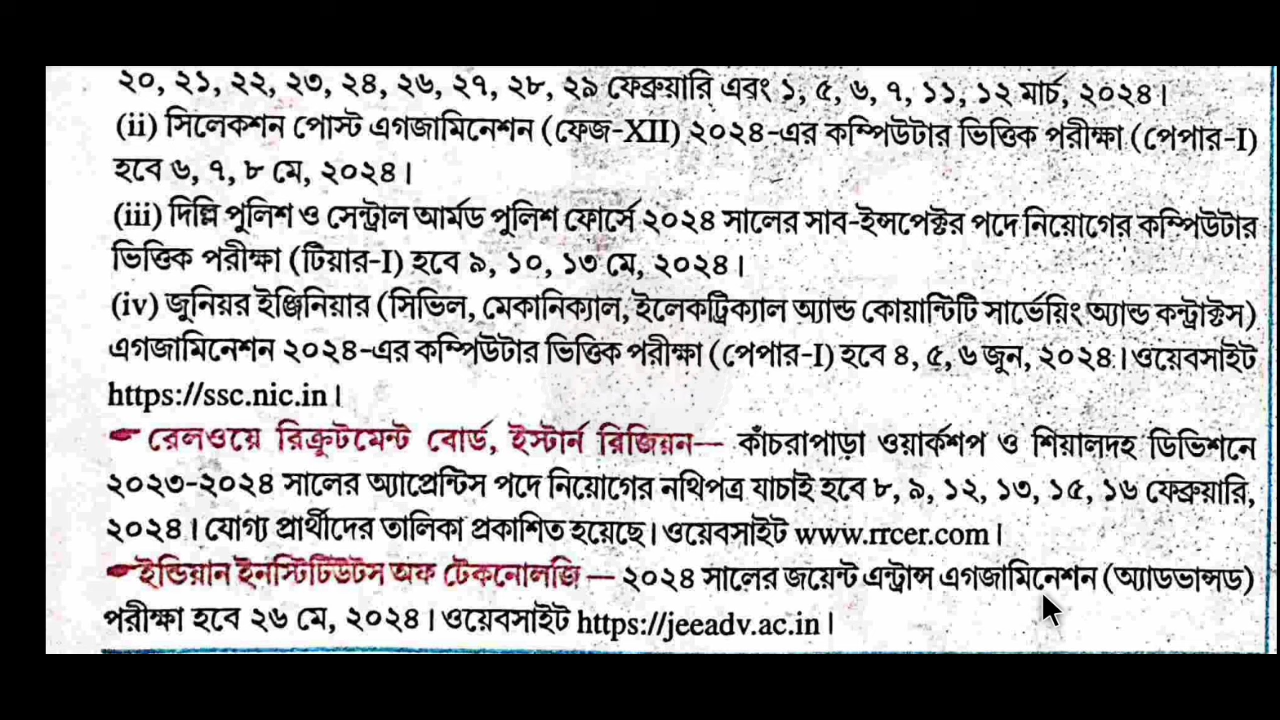 ২০, ২১, ২২, ২৩, ২৪, ২৬, ২৭, ২৮, ২৯ ফেব্রুয়ারি এবং ১, ৫, ৬, ৭, ১১, ১২ মার্চ, ২০২৪।
(ii) সিলেকশন পোস্ট এগজামিনেশন (ফেজ-XII) ২০২৪-এর কম্পিউটার ভিত্তিক পরীক্ষা (পেপার-I)
হবে ৬, ৭, ৮ মে, ২০২৪।
(iii) দিল্লি পুলিশ ও সেন্ট্রাল আর্মড পুলিশ ফোর্সে ২০২৪ সালের সাব-ইন্সপেক্টর পদে নিয়োগের কম্পিউটার
ভিত্তিক পরীক্ষা (টিয়ার-I) হবে ৯, ১০, ১৩ মে, ২০২৪।
(iv) জুনিয়র ইঞ্জিনিয়ার (সিভিল, মেকানিক্যাল, ইলেকট্রিক্যাল অ্যান্ড কোয়ান্টিটি সার্ভেয়িং অ্যান্ড কন্ট্রাক্টস)
এগজামিনেশন ২০২৪-এর কম্পিউটার ভিত্তিক পরীক্ষা (পেপার-I) হবে ৪, ৫, ৬ জুন, ২০২৪। ওয়েবসাইট
https://ssc.nic.in।
রেলওয়ে রিক্রুটমেন্ট বোর্ড, ইস্টার্ন রিজিয়ন— কাঁচরাপাড়া ওয়ার্কশপ ও শিয়ালদহ ডিভিশনে
২০২৩-২০২৪ সালের অ্যাপ্রেন্টিস পদে নিয়োগের নথিপত্র যাচাই হবে ৮, ৯, ১২, ১৩, ১৫, ১৬ ফেব্রুয়ারি,
২০২৪। যোগ্য প্রার্থীদের তালিকা প্রকাশিত হয়েছে। ওয়েবসাইট www.rrcer.com।
ইন্ডিয়ান ইনস্টিটিউটস অফ টেকনোলজি — ২০২৪ সালের জয়েন্ট এন্ট্রান্স এগজামিনেশন (অ্যাডভান্সড)
পরীক্ষা হবে ২৬ মে, ২০২৪। ওয়েবসাইট https://jeeadv.ac.in।